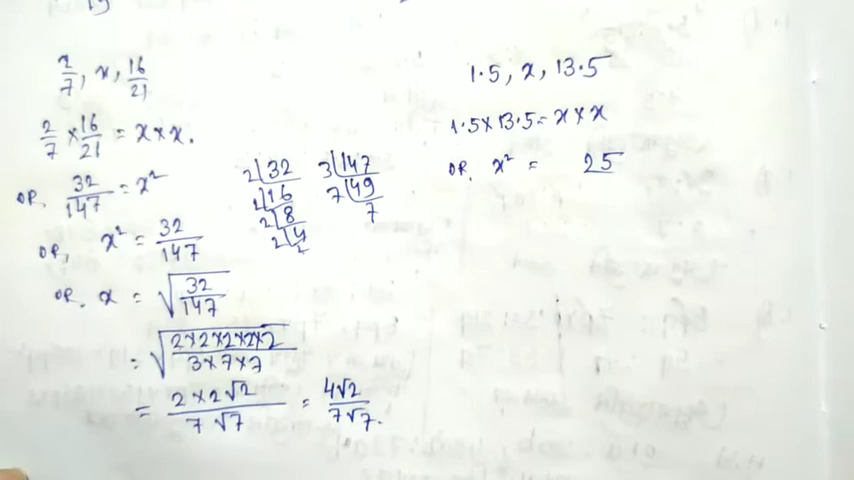 19
2/7, x, 16/21
2/7 × 16/21 = x × x.
OR, 32/147 = x²
OR, x² = 32/147
OR, x = √(32/147)
= √((2×2×2×2×2)/(3×7×7))
= (2×2√2)/(7√7) = (4√2)/(7√7).
2|32
2|16
2|8
2|4
2
3|147
7|49
7
1.5, x, 13.5
1.5×13.5 = x × x
OR, x² = 25